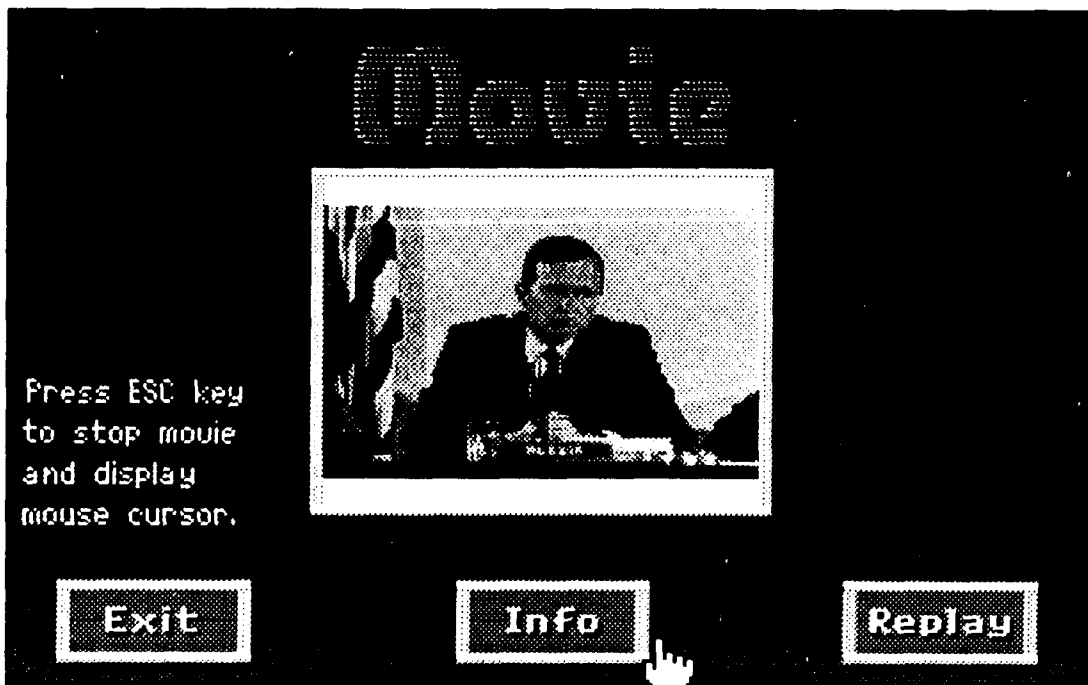 Movie
Press ESC key
to stop movie
and display
mouse cursor.
Exit
Info
Replay